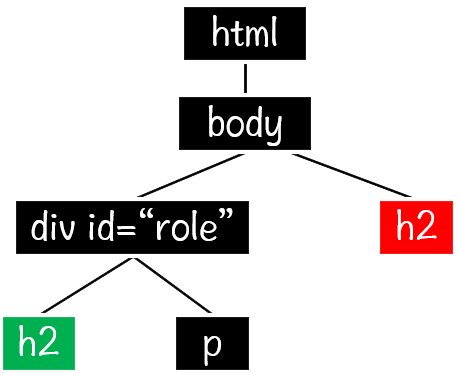 html
body
div id=“role”
h2
h2
p